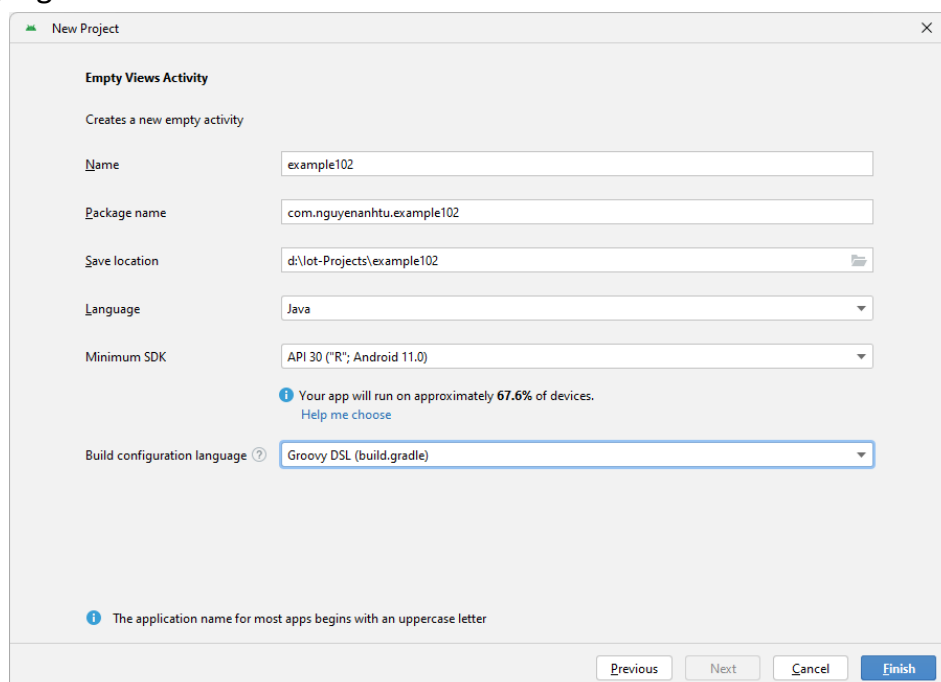 New Project
Empty Views Activity
Creates a new empty activity
Name
example102
Package name
com.nguyenanhtu.example102
Save location
d:\Iot-Projects\example102
Language
Java
Minimum SDK
API 30 ("R"; Android 11.0)
Your app will run on approximately 67.6% of devices.
Help me choose
Build configuration language ?
Groovy DSL (build.gradle)
The application name for most apps begins with an uppercase letter
Previous Next Cancel Finish